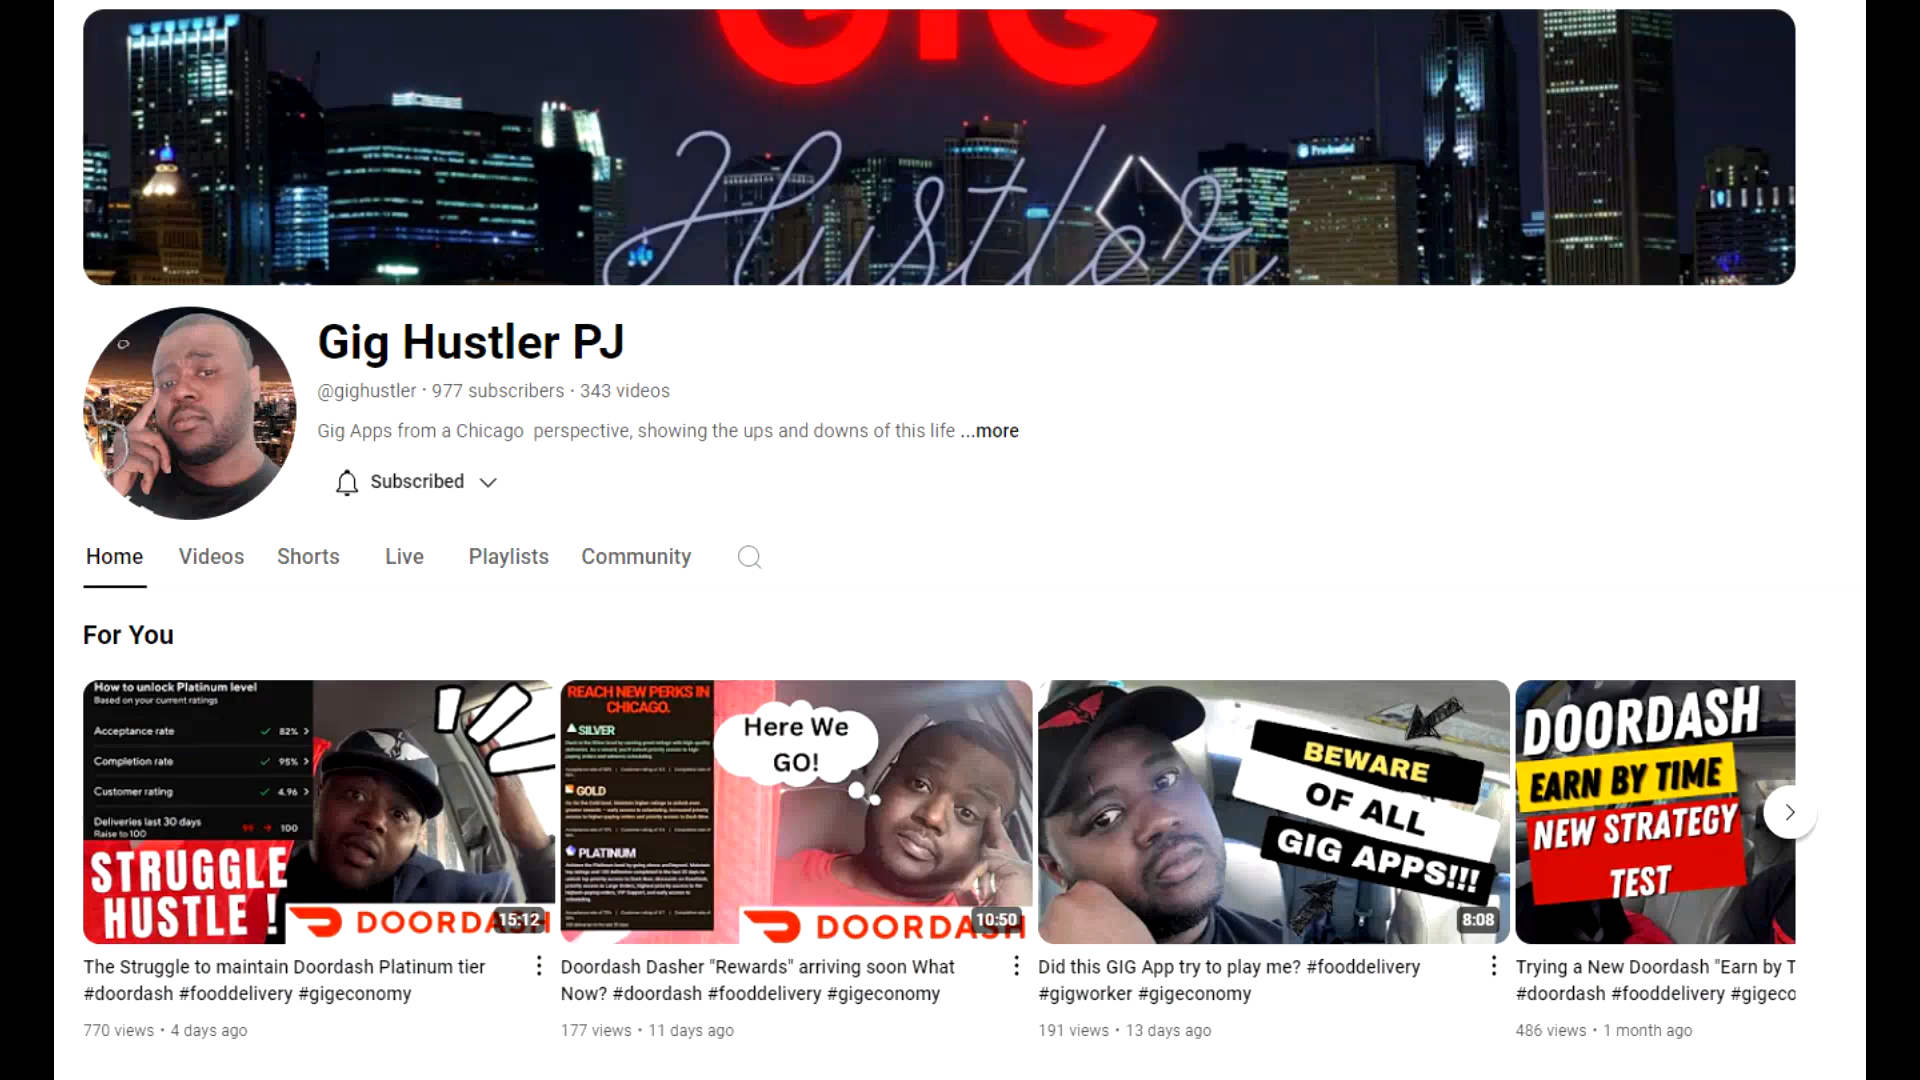 GIG
Hustler
Prudential
Gig Hustler PJ
@gighustler · 977 subscribers · 343 videos
Gig Apps from a Chicago perspective, showing the ups and downs of this life ...more
Subscribed
Home Videos Shorts Live Playlists Community
For You
How to unlock Platinum level
Based on your current ratings
Acceptance rate 82% >
Completion rate 95% >
Customer rating 4.96 >
Deliveries last 30 days
Raise to 100
100
STRUGGLE
HUSTLE !
DOORDA
15:12
REACH NEW PERKS IN
CHICAGO.
SILVER
GOLD
PLATINUM
Here We
GO!
DOORDASH
10:50
BEWARE
OF ALL
GIG APPS!!!
8:08
DOORDASH
EARN BY TIME
NEW STRATEGY
TEST
The Struggle to maintain Doordash Platinum tier
#doordash #fooddelivery #gigeconomy
770 views • 4 days ago
Doordash Dasher "Rewards" arriving soon What
Now? #doordash #fooddelivery #gigeconomy
177 views • 11 days ago
Did this GIG App try to play me? #fooddelivery
#gigworker #gigeconomy
191 views • 13 days ago
Trying a New Doordash "Earn by T
#doordash #fooddelivery #gigeco
486 views • 1 month ago